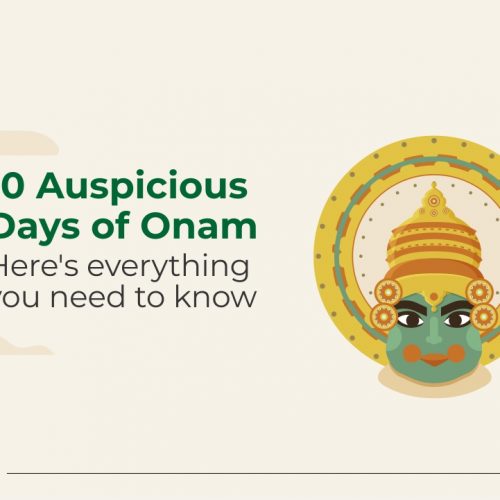 0 Auspicious
Days of Onam
Here's everything
you need to know